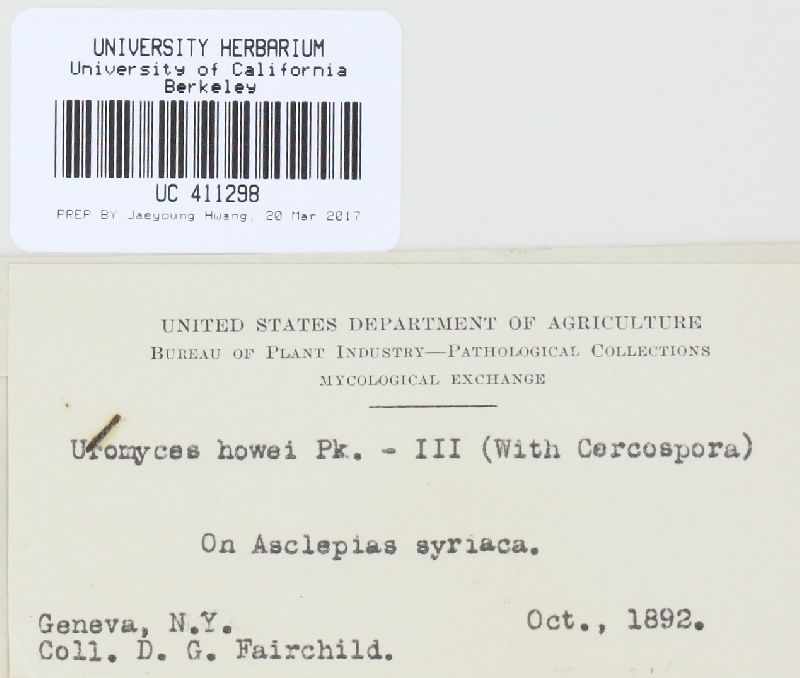 UNIVERSITY HERBARIUM
University of California
Berkeley
UC 411298
PREP BY Jaeyoung Hwang, 20 Mar 2017
UNITED STATES DEPARTMENT OF AGRICULTURE
BUREAU OF PLANT INDUSTRY—PATHOLOGICAL COLLECTIONS
MYCOLOGICAL EXCHANGE
Uromyces howei Pk. - III (With Cercospora)
On Asclepias syriaca.
Geneva, N.Y. Oct., 1892.
Coll. D. G. Fairchild.